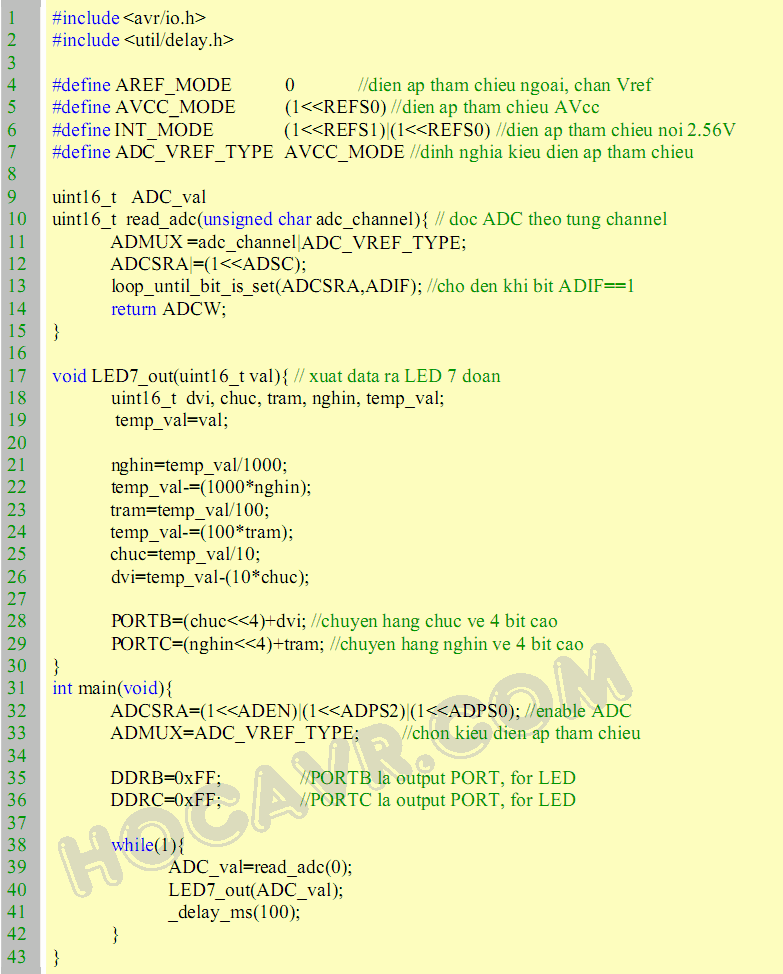 1 #include <avr/io.h>
2 #include <util/delay.h>
3
4 #define AREF_MODE 0 //dien ap tham chieu ngoai, chan Vref
5 #define AVCC_MODE (1<<REFS0) //dien ap tham chieu AVcc
6 #define INT_MODE (1<<REFS1)|(1<<REFS0) //dien ap tham chieu noi 2.56V
7 #define ADC_VREF_TYPE AVCC_MODE //dinh nghia kieu dien ap tham chieu
8
9 uint16_t ADC_val
10 uint16_t read_adc(unsigned char adc_channel){ // doc ADC theo tung channel
11 ADMUX =adc_channel|ADC_VREF_TYPE;
12 ADCSRA|=(1<<ADSC);
13 loop_until_bit_is_set(ADCSRA,ADIF); //cho den khi bit ADIF==1
14 return ADCW;
15 }
16
17 void LED7_out(uint16_t val){ // xuat data ra LED 7 doan
18 uint16_t dvi, chuc, tram, nghin, temp_val;
19 temp_val=val;
20
21 nghin=temp_val/1000;
22 temp_val-=(1000*nghin);
23 tram=temp_val/100;
24 temp_val-=(100*tram);
25 chuc=temp_val/10;
26 dvi=temp_val-(10*chuc);
27
28 PORTB=(chuc<<4)+dvi; //chuyen hang chuc ve 4 bit cao
29 PORTC=(nghin<<4)+tram; //chuyen hang nghin ve 4 bit cao
30 }
31 int main(void){
32 ADCSRA=(1<<ADEN)|(1<<ADPS2)|(1<<ADPS0); //enable ADC
33 ADMUX=ADC_VREF_TYPE; //chon kieu dien ap tham chieu
34
35 DDRB=0xFF; //PORTB la output PORT, for LED
36 DDRC=0xFF; //PORTC la output PORT, for LED
37
38 while(1){
39 ADC_val=read_adc(0);
40 LED7_out(ADC_val);
41 _delay_ms(100);
42 }
43 }
HOCAVR.COM